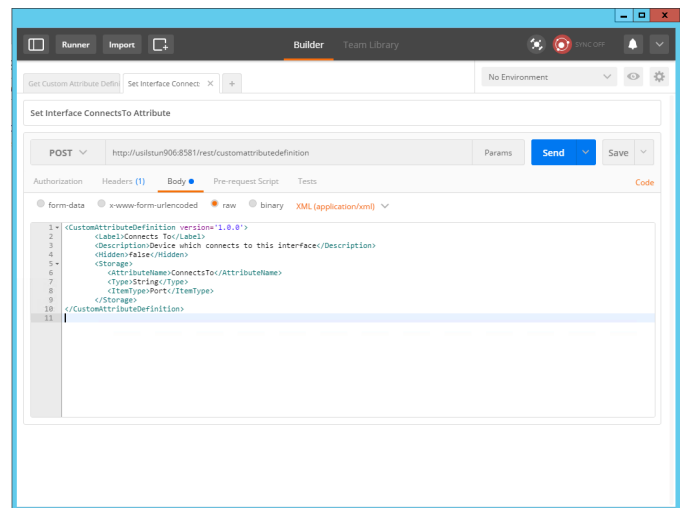 Runner Import Builder Team Library SYNC OFF
Get Custom Attribute Defini Set Interface Connects × + No Environment
Set Interface ConnectsTo Attribute
POST http://usilstun906:8581/rest/customattributedefinition Params Send Save
Authorization Headers (1) Body Pre-request Script Tests Code
form-data x-www-form-urlencoded raw binary XML (application/xml)
1 <CustomAttributeDefinition version='1.0.0'>
2 <Label>Connects To</Label>
3 <Description>Device which connects to this interface</Description>
4 <Hidden>false</Hidden>
5 <Storage>
6 <AttributeName>ConnectsTo</AttributeName>
7 <Type>String</Type>
8 <ItemType>Port</ItemType>
9 </Storage>
10 </CustomAttributeDefinition>
11